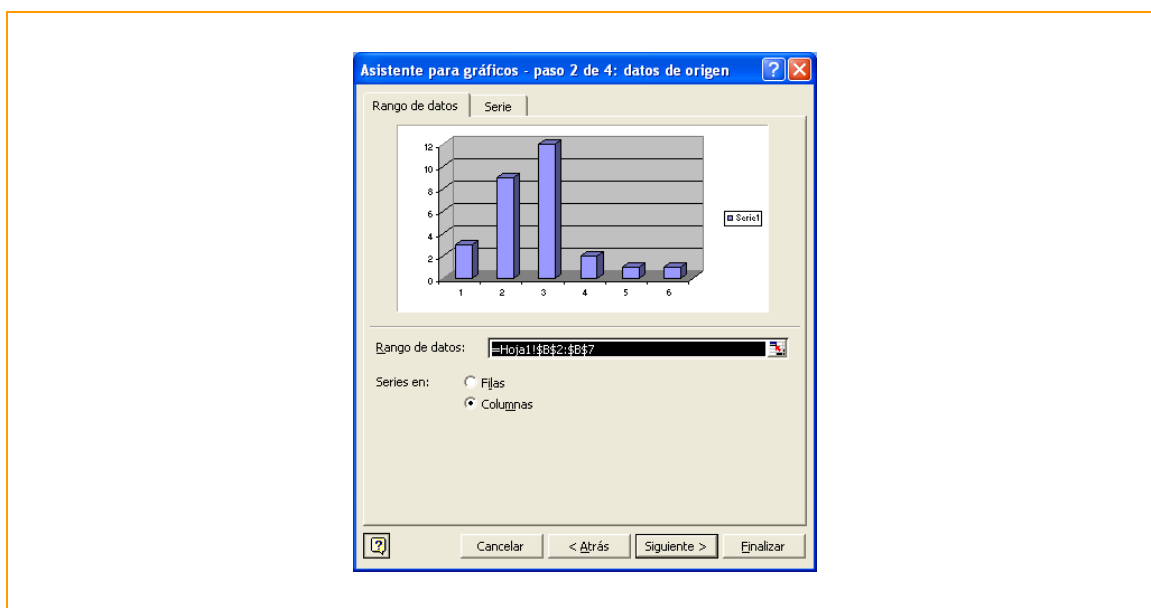 Asistente para gráficos - paso 2 de 4: datos de origen
Rango de datos
Serie
12
10
8
6
4
2
0
1 2 3 4 5 6
Serie1
Rango de datos: =Hoja1!$B$2:$B$7
Series en:
Filas
Columnas
Cancelar
< Atrás
Siguiente >
Finalizar